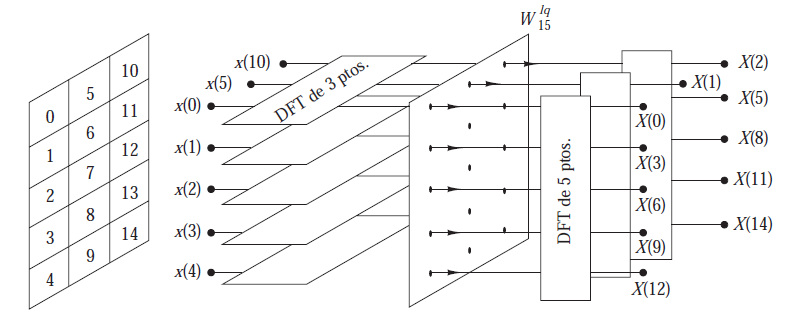 W₁₅^lq
0 5 10
1 6 11
2 7 12
3 8 13
4 9 14
x(10)
x(5)
x(0)
x(1)
x(2)
x(3)
x(4)
DFT de 3 ptos.
DFT de 5 ptos.
X(2)
X(1)
X(5)
X(0)
X(8)
X(3)
X(11)
X(6)
X(14)
X(9)
X(12)